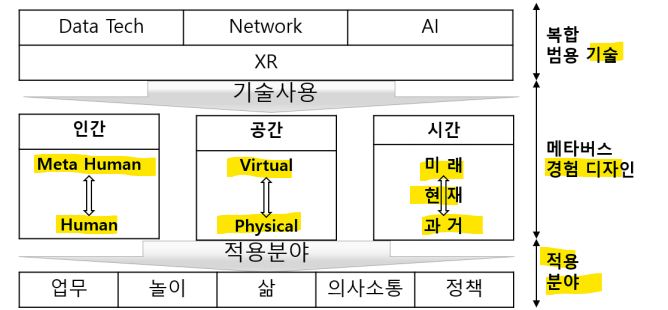 Data Tech
Network
AI
XR
복합
범용 기술
기술사용
인간
Meta Human
Human
공간
Virtual
Physical
시간
미 래
현 재
과 거
메타버스
경험 디자인
적용분야
업무
놀이
삶
의사소통
정책
적용
분야